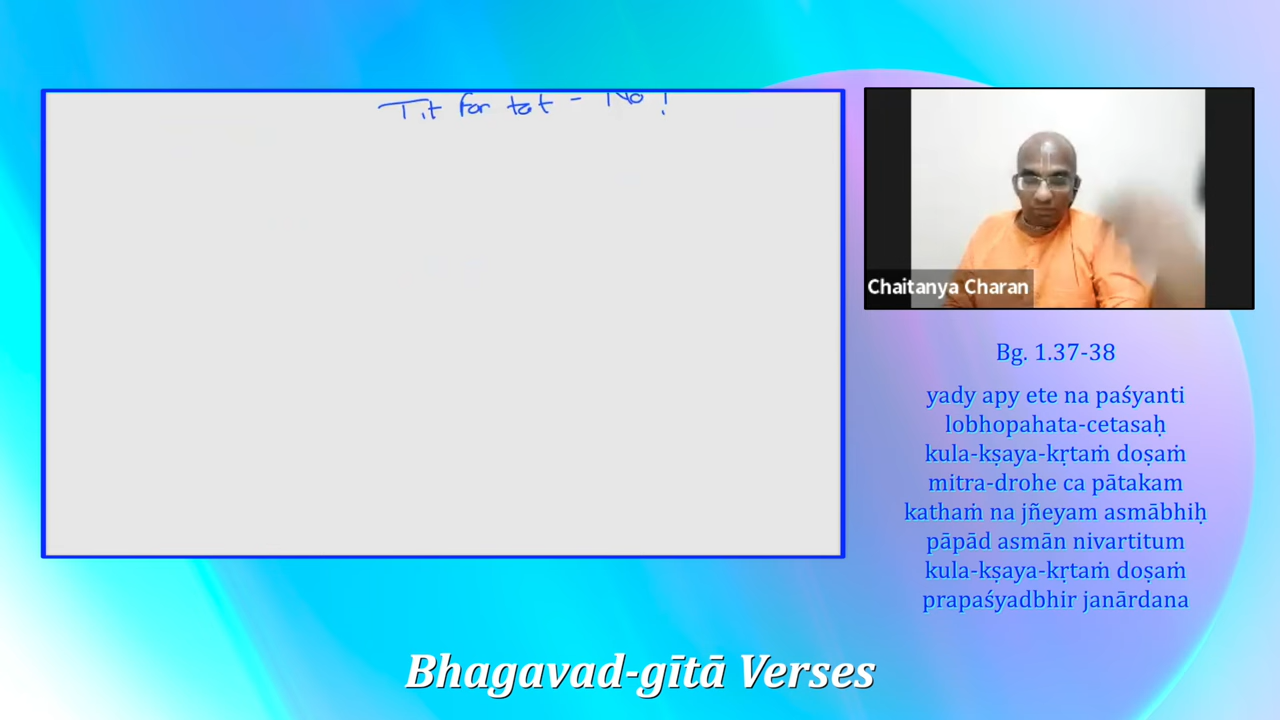 Tit for tat - No !
Chaitanya Charan
Bg. 1.37-38
yady apy ete na paśyanti
lobhopahata-cetasaḥ
kula-kṣaya-kṛtaṁ doṣaṁ
mitra-drohe ca pātakam
kathaṁ na jñeyam asmābhiḥ
pāpād asmān nivartitum
kula-kṣaya-kṛtaṁ doṣaṁ
prapaśyadbhir janārdana
Bhagavad-gītā Verses